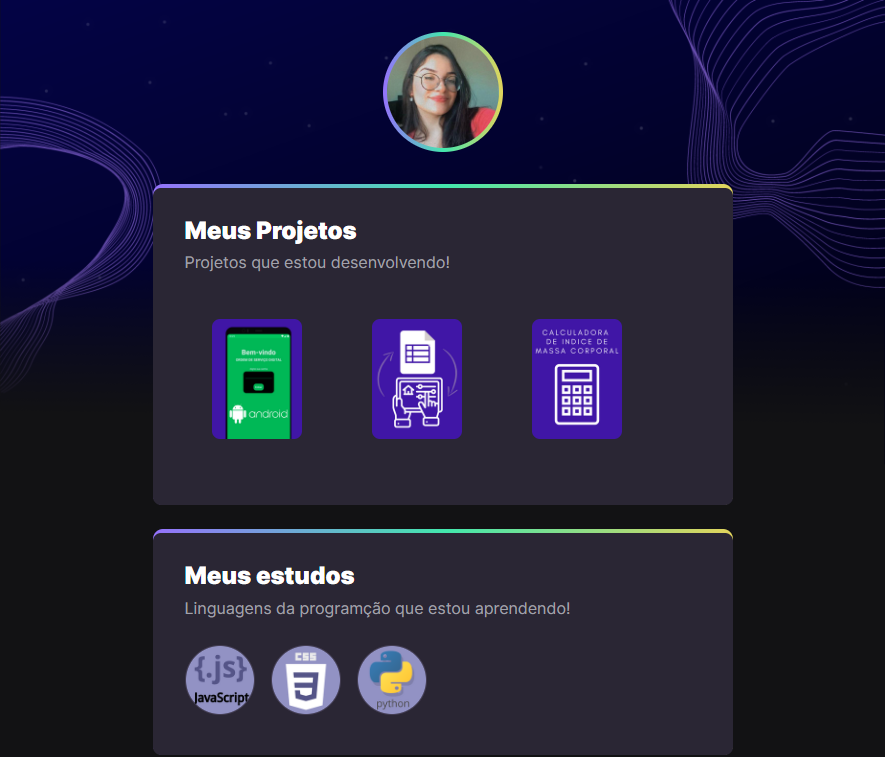 Meus Projetos
Projetos que estou desenvolvendo!
Bem-vindo
android
CALCULADORA
DE INDICE DE
MASSA CORPORAL
Meus estudos
Linguagens da programção que estou aprendendo!
{.js}
JavaScript
CSS
3
python